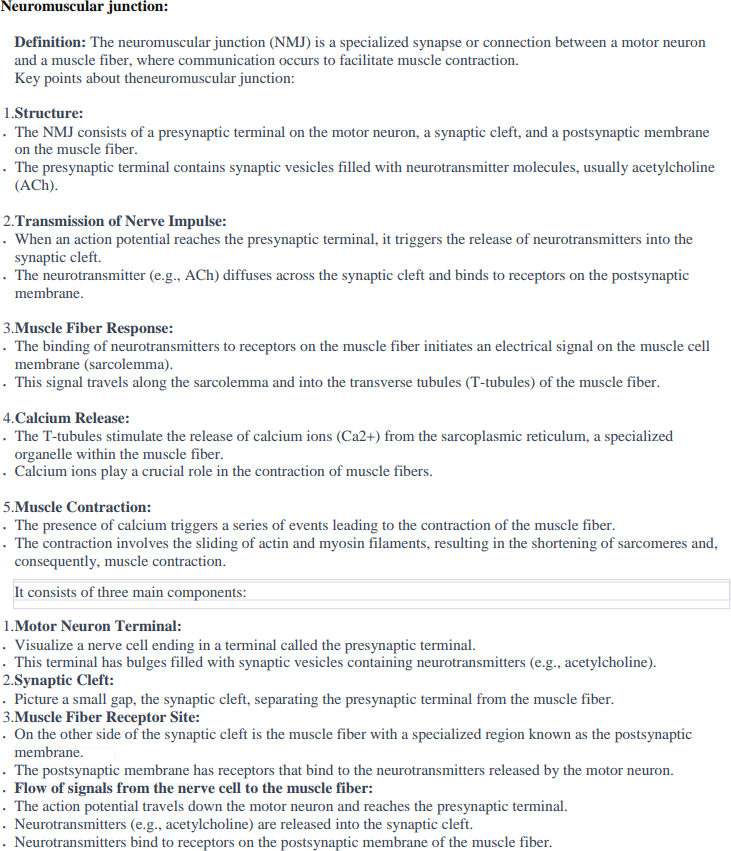 Neuromuscular junction:
Definition: The neuromuscular junction (NMJ) is a specialized synapse or connection between a motor neuron
and a muscle fiber, where communication occurs to facilitate muscle contraction.
Key points about theneuromuscular junction:
1.Structure:
. The NMJ consists of a presynaptic terminal on the motor neuron, a synaptic cleft, and a postsynaptic membrane
on the muscle fiber.
. The presynaptic terminal contains synaptic vesicles filled with neurotransmitter molecules, usually acetylcholine
(ACh).
2.Transmission of Nerve Impulse:
. When an action potential reaches the presynaptic terminal, it triggers the release of neurotransmitters into the
synaptic cleft.
. The neurotransmitter (e.g., ACh) diffuses across the synaptic cleft and binds to receptors on the postsynaptic
membrane.
3.Muscle Fiber Response:
. The binding of neurotransmitters to receptors on the muscle fiber initiates an electrical signal on the muscle cell
membrane (sarcolemma).
. This signal travels along the sarcolemma and into the transverse tubules (T-tubules) of the muscle fiber.
4.Calcium Release:
. The T-tubules stimulate the release of calcium ions (Ca2+) from the sarcoplasmic reticulum, a specialized
organelle within the muscle fiber.
. Calcium ions play a crucial role in the contraction of muscle fibers.
5.Muscle Contraction:
. The presence of calcium triggers a series of events leading to the contraction of the muscle fiber.
. The contraction involves the sliding of actin and myosin filaments, resulting in the shortening of sarcomeres and,
consequently, muscle contraction.
It consists of three main components:
1.Motor Neuron Terminal:
. Visualize a nerve cell ending in a terminal called the presynaptic terminal.
. This terminal has bulges filled with synaptic vesicles containing neurotransmitters (e.g., acetylcholine).
2.Synaptic Cleft:
. Picture a small gap, the synaptic cleft, separating the presynaptic terminal from the muscle fiber.
3.Muscle Fiber Receptor Site:
. On the other side of the synaptic cleft is the muscle fiber with a specialized region known as the postsynaptic
membrane.
. The postsynaptic membrane has receptors that bind to the neurotransmitters released by the motor neuron.
. Flow of signals from the nerve cell to the muscle fiber:
. The action potential travels down the motor neuron and reaches the presynaptic terminal.
. Neurotransmitters (e.g., acetylcholine) are released into the synaptic cleft.
. Neurotransmitters bind to receptors on the postsynaptic membrane of the muscle fiber.